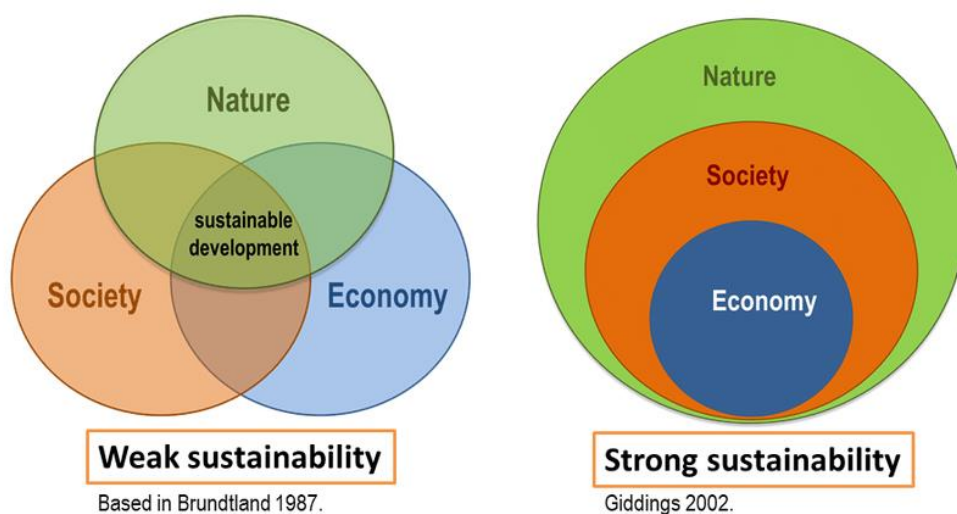 Nature
sustainable
development
Society
Economy
Weak sustainability
Based in Brundtland 1987.
Nature
Society
Economy
Strong sustainability
Giddings 2002.